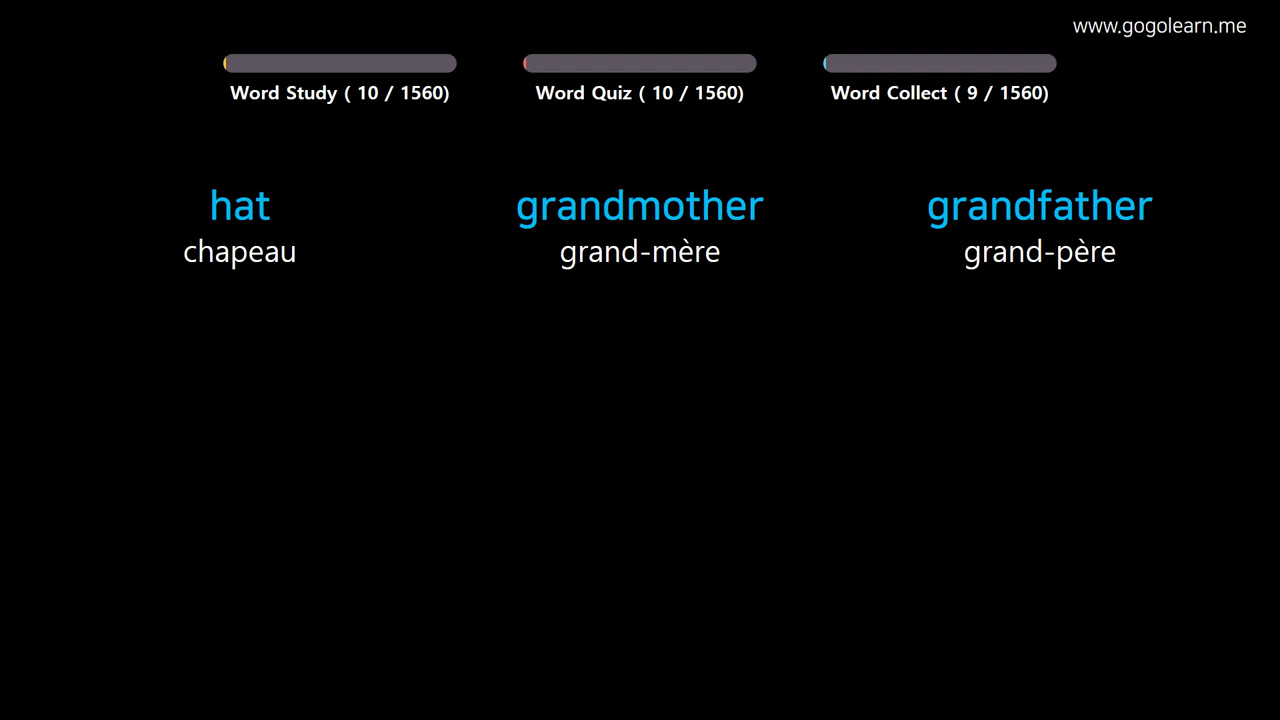 www.gogolearn.me
Word Study ( 10 / 1560)
Word Quiz ( 10 / 1560)
Word Collect ( 9 / 1560)
hat
chapeau
grandmother
grand-mère
grandfather
grand-père